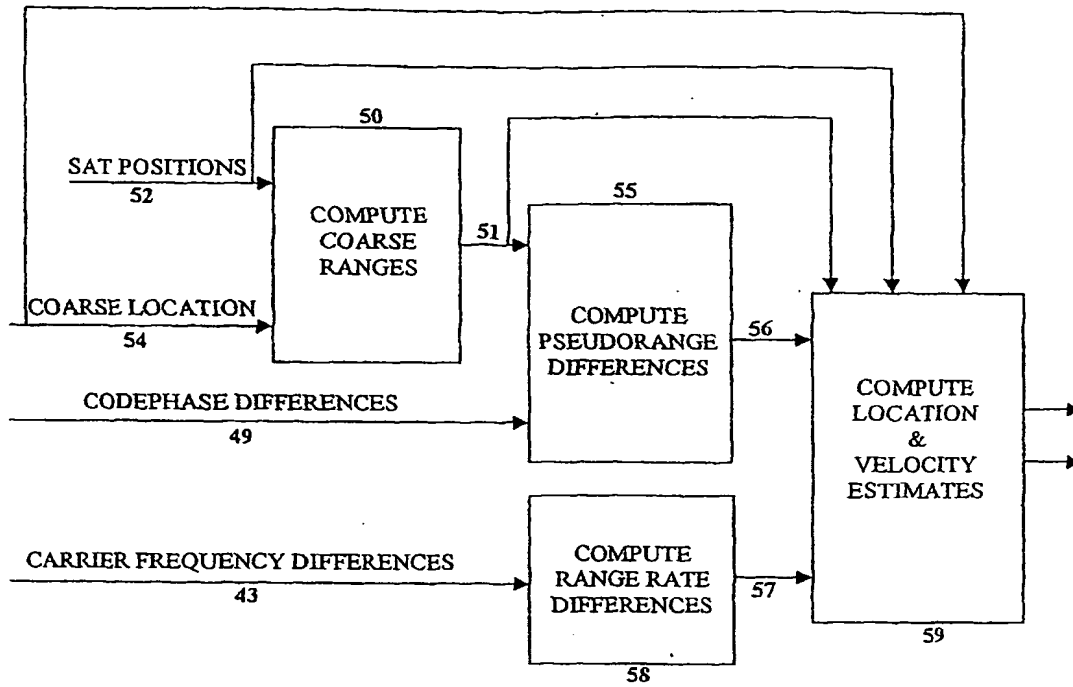 50
SAT POSITIONS
52
COMPUTE
COARSE
RANGES
51
55
COARSE LOCATION
54
COMPUTE
PSEUDORANGE
DIFFERENCES
56
CODEPHASE DIFFERENCES
49
COMPUTE
LOCATION
&
VELOCITY
ESTIMATES
CARRIER FREQUENCY DIFFERENCES
43
COMPUTE
RANGE RATE
DIFFERENCES
57
58
59